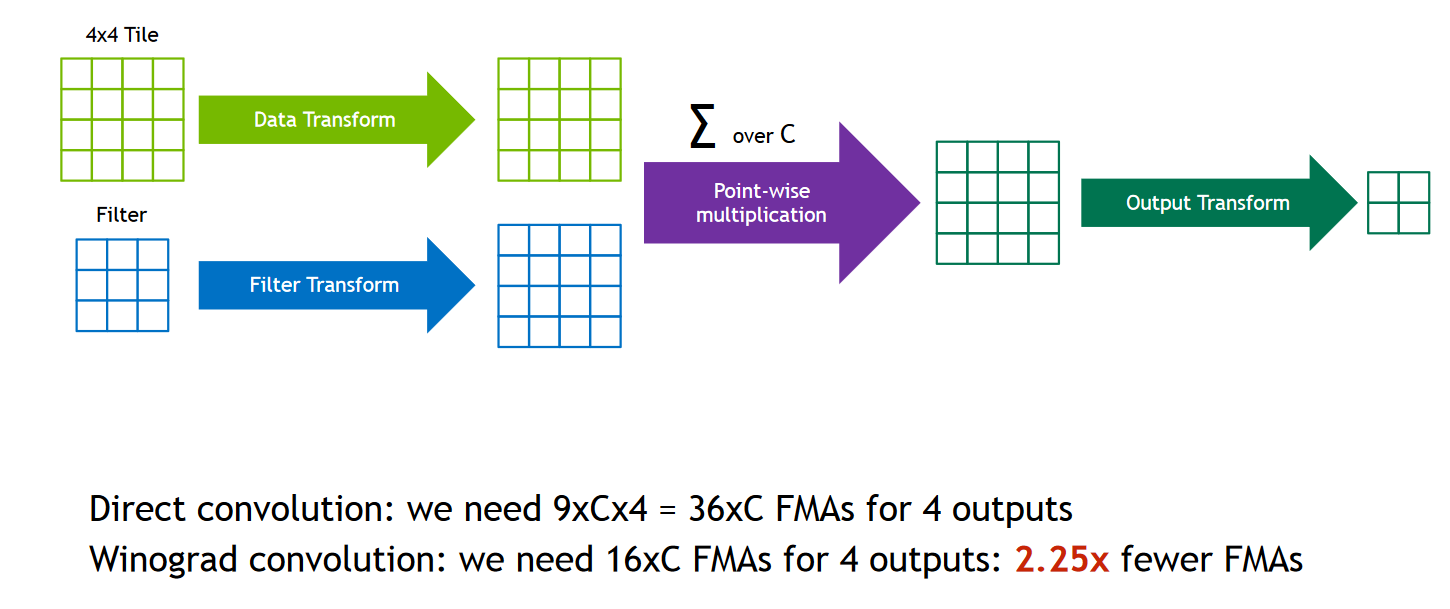 4x4 Tile
Data Transform
Filter
Filter Transform
Σ over C
Point-wise
multiplication
Output Transform
Direct convolution: we need 9xCx4 = 36xC FMAs for 4 outputs
Winograd convolution: we need 16xC FMAs for 4 outputs: 2.25x fewer FMAs